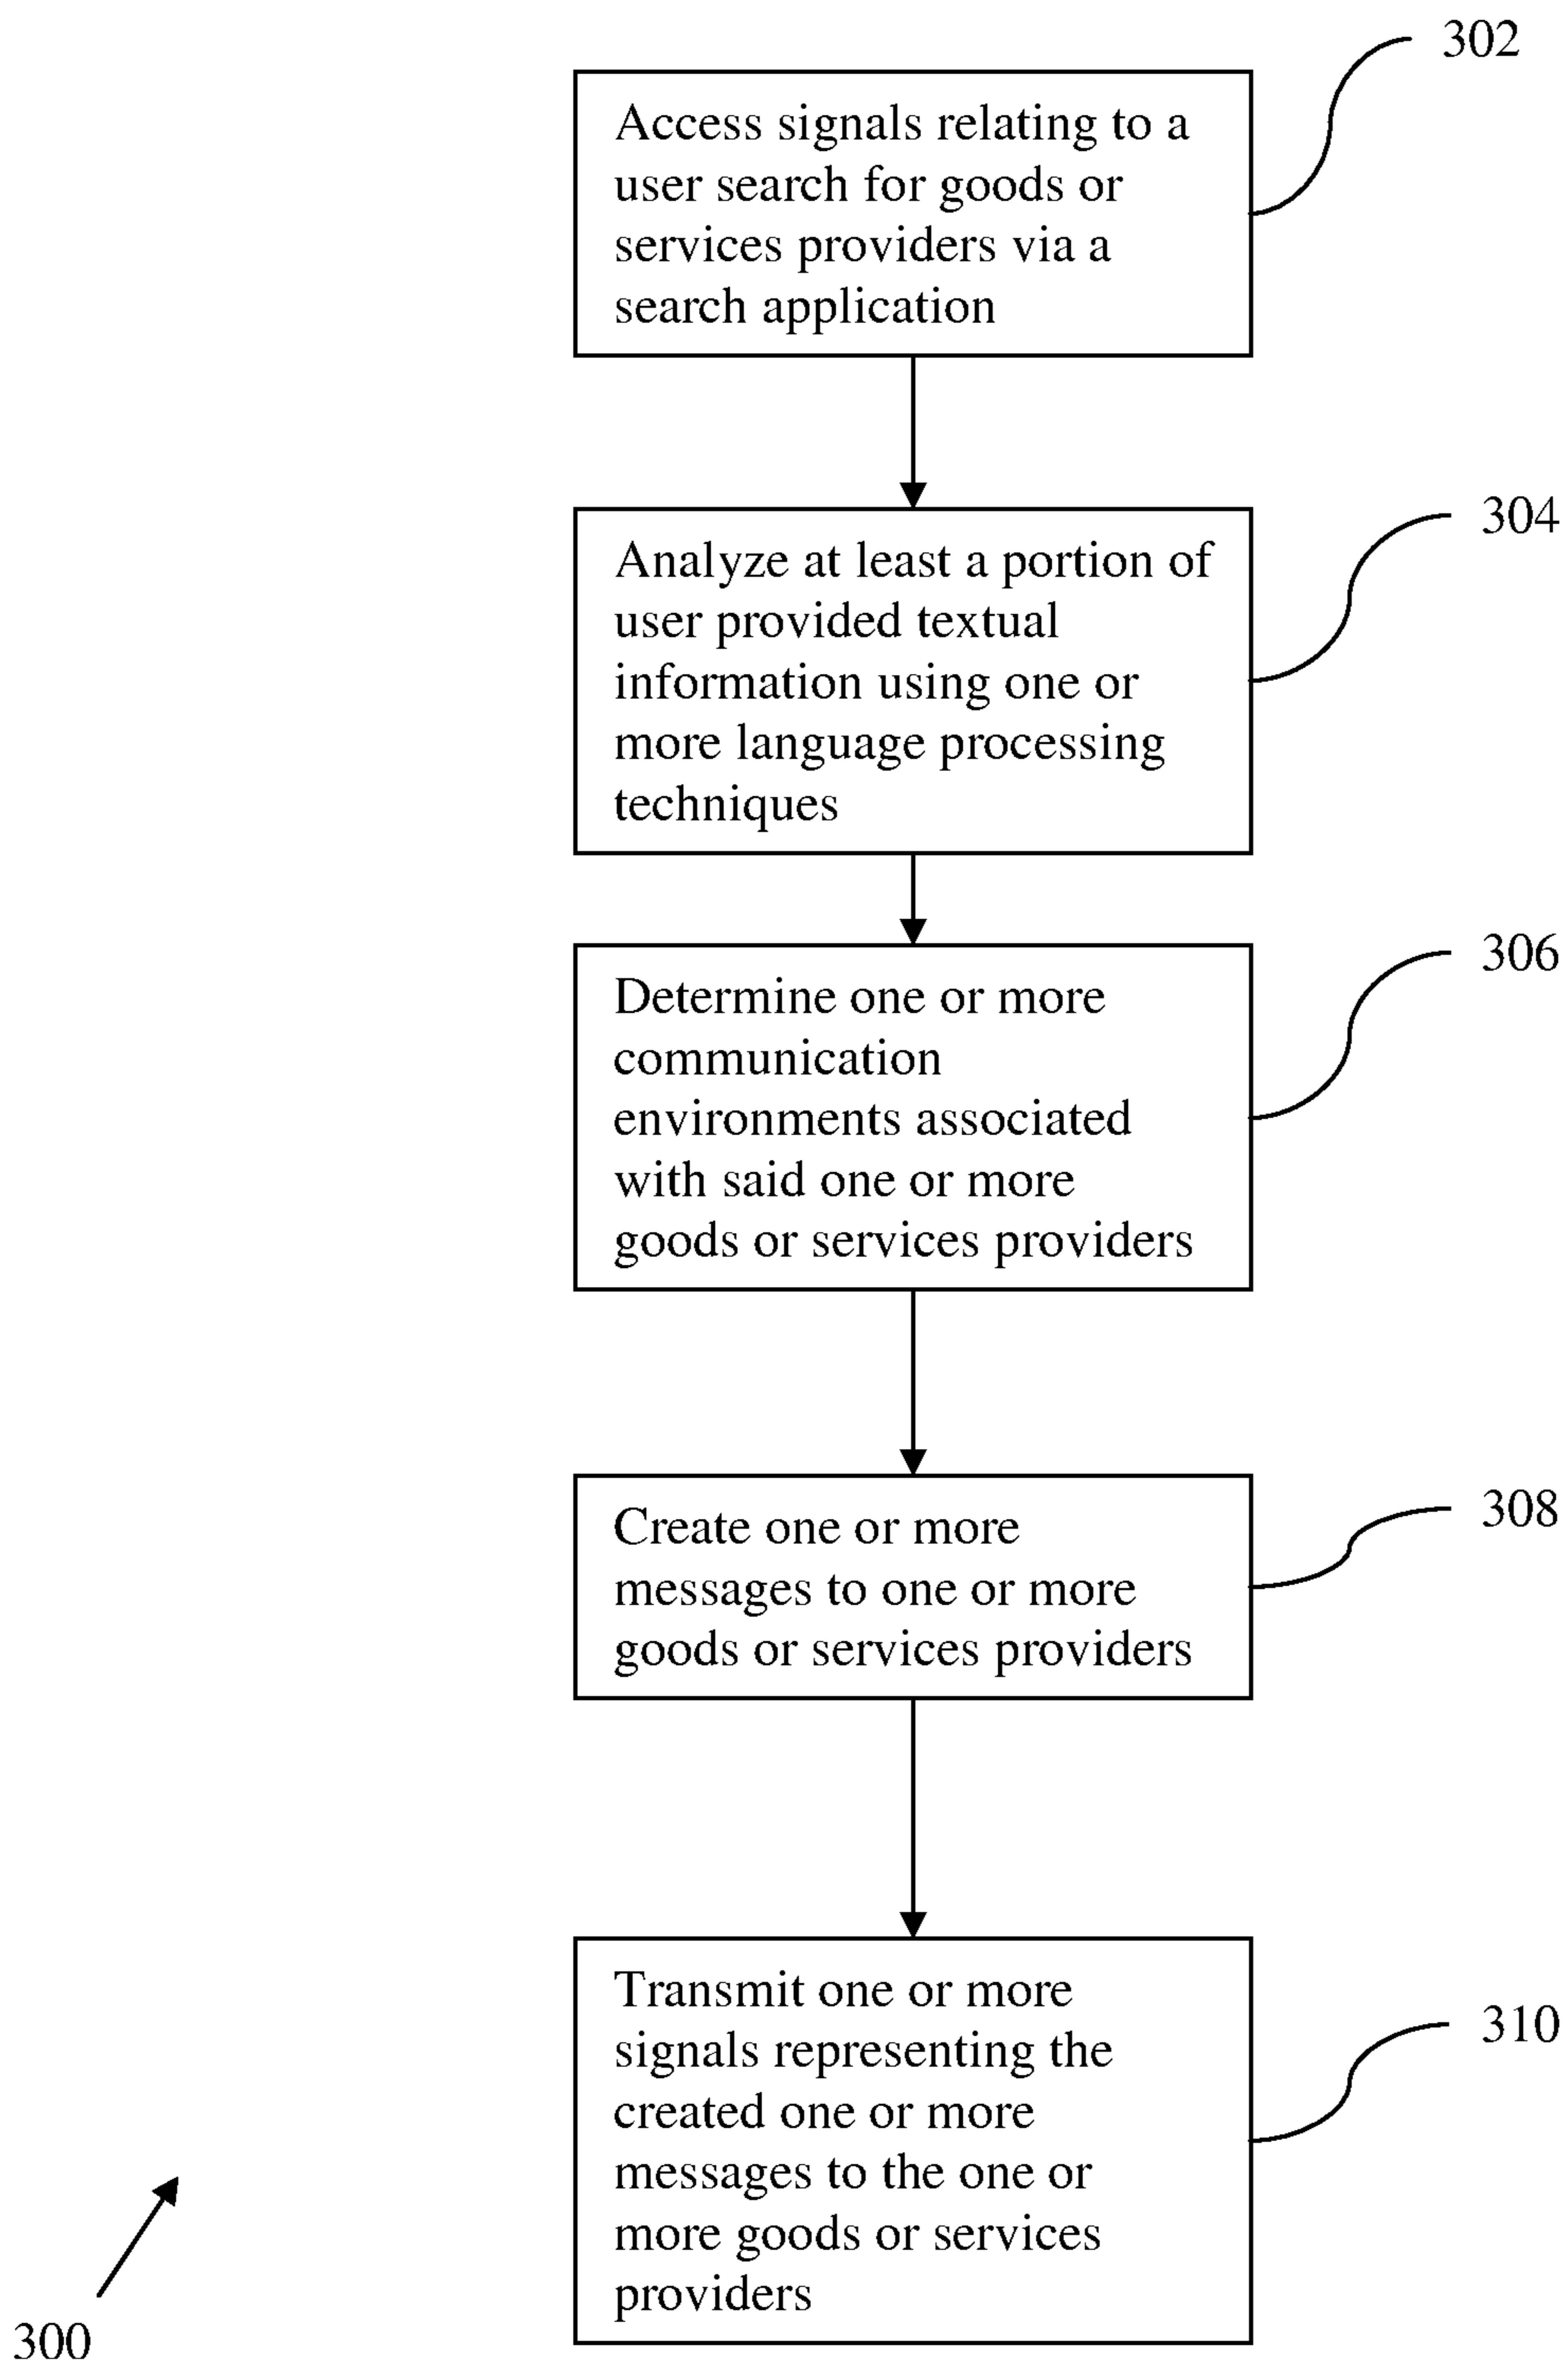 302
Access signals relating to a
user search for goods or
services providers via a
search application
304
Analyze at least a portion of
user provided textual
information using one or
more language processing
techniques
306
Determine one or more
communication
environments associated
with said one or more
goods or services providers
308
Create one or more
messages to one or more
goods or services providers
310
Transmit one or more
signals representing the
created one or more
messages to the one or
more goods or services
providers
300